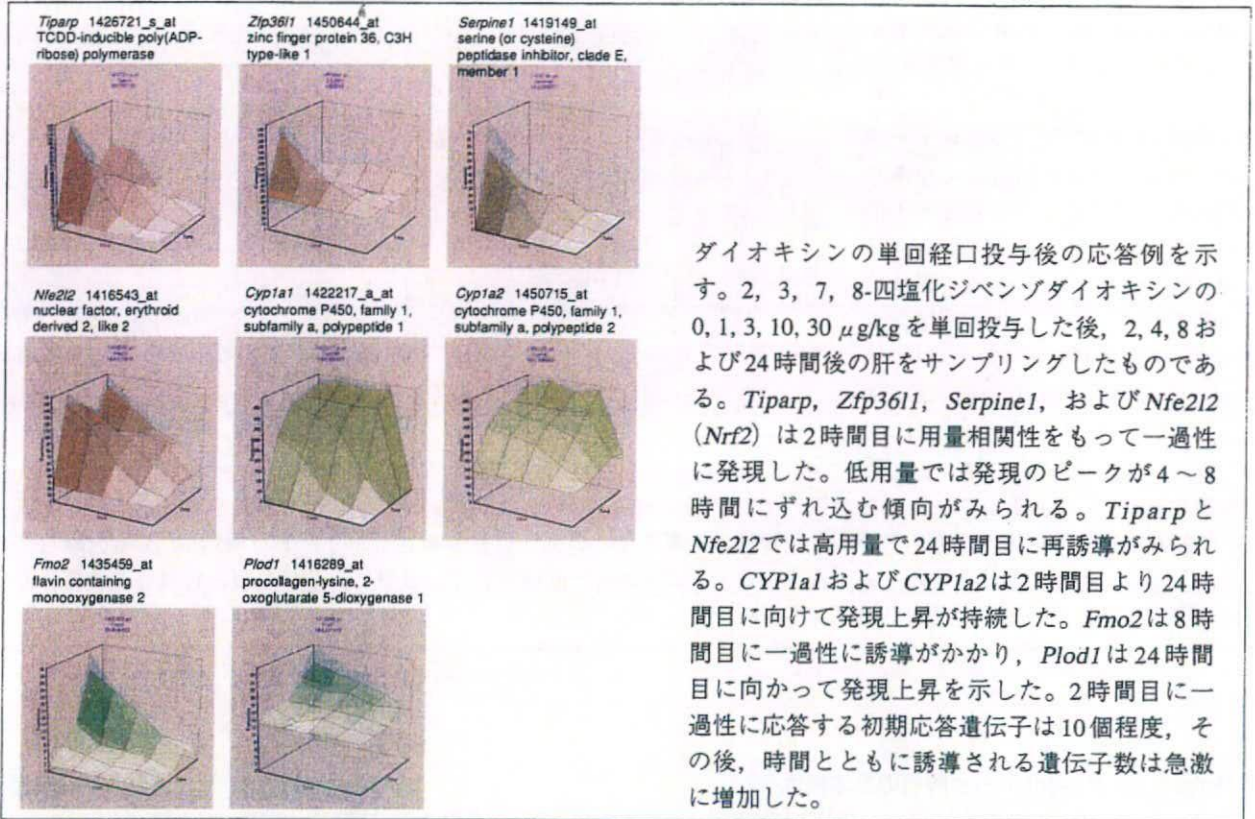 Tiparp 1426721_s_at
TCDD-inducible poly(ADP-
ribose) polymerase
Zfp36l1 1450644_at
zinc finger protein 36, C3H
type-like 1
Serpine1 1419149_at
serine (or cysteine)
peptidase inhibitor, clade E,
member 1
Nfe2l2 1416543_at
nuclear factor, erythroid
derived 2, like 2
Cyp1a1 1422217_a_at
cytochrome P450, family 1,
subfamily a, polypeptide 1
Cyp1a2 1450715_at
cytochrome P450, family 1,
subfamily a, polypeptide 2
Fmo2 1435459_at
flavin containing
monooxygenase 2
Plod1 1416289_at
procollagen-lysine, 2-
oxoglutarate 5-dioxygenase 1
ダイオキシンの単回経口投与後の応答例を示
す。2, 3, 7, 8-四塩化ジベンゾダイオキシンの
0, 1, 3, 10, 30 μg/kgを単回投与した後，2, 4, 8お
よび24時間後の肝をサンプリングしたものであ
る。Tiparp, Zfp36l1, Serpine1, およびNfe2l2
（Nrf2）は2時間目に用量相関性をもって一過性
に発現した。低用量では発現のピークが4～8
時間にずれ込む傾向がみられる。Tiparpと
Nfe2l2では高用量で24時間目に再誘導がみられ
る。CYP1a1およびCYP1a2は2時間目より24時
間目に向けて発現上昇が持続した。Fmo2は8時
間目に一過性に誘導がかかり，Plod1は24時間
目に向かって発現上昇を示した。2時間目に一
過性に応答する初期応答遺伝子は10個程度，そ
の後，時間とともに誘導される遺伝子数は急激
に増加した。